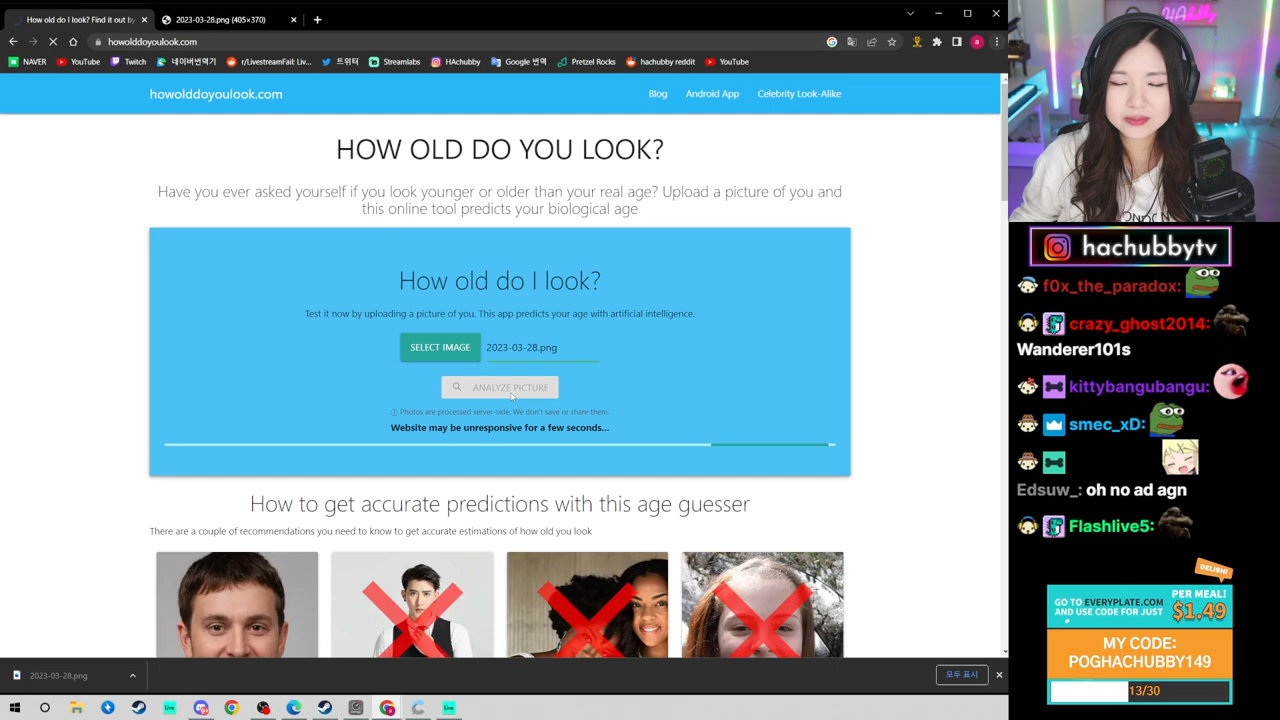 How old do I look? Find it out by
2023-03-28.png (405×370)
howolddoyoulook.com
NAVER
YouTube
Twitch
네이버번역기
r/LivestreamFail: Liv...
트위터
Streamlabs
HAchubby
Google 번역
Pretzel Rocks
hachubby reddit
YouTube
howolddoyoulook.com
Blog
Android App
Celebrity Look-Alike
HOW OLD DO YOU LOOK?
Have you ever asked yourself if you look younger or older than your real age? Upload a picture of you and
this online tool predicts your biological age
How old do I look?
Test it now by uploading a picture of you. This app predicts your age with artificial intelligence.
SELECT IMAGE
2023-03-28.png
ANALYZE PICTURE
Photos are processed server-side. We don't save or share them.
Website may be unresponsive for a few seconds...
How to get accurate predictions with this age guesser
There are a couple of recommendations you need to know to get accurate estimations of how old you look
2023-03-28.png
모두 표시
hachubbytv
f0x_the_paradox:
crazy_ghost2014:
Wanderer101s
kittybangubangu:
smec_xD:
Edsuw_: oh no ad agn
Flashlive5:
DELISH!
GO TO EVERYPLATE.COM
AND USE CODE FOR JUST
PER MEAL!
$1.49
MY CODE:
POGHACHUBBY149
13/30